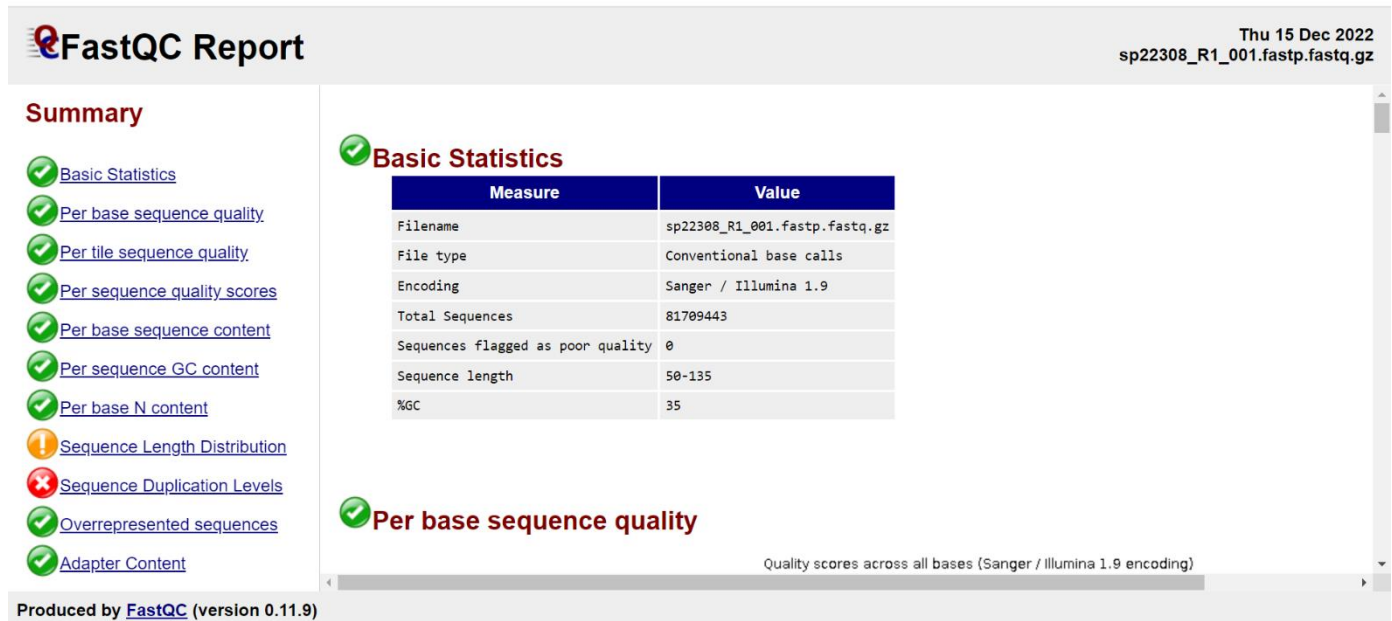 FastQC Report
Thu 15 Dec 2022
sp22308_R1_001.fastp.fastq.gz
Summary
Basic Statistics
Per base sequence quality
Per tile sequence quality
Per sequence quality scores
Per base sequence content
Per sequence GC content
Per base N content
Sequence Length Distribution
Sequence Duplication Levels
Overrepresented sequences
Adapter Content
Basic Statistics
Measure Value
Filename sp22308_R1_001.fastp.fastq.gz
File type Conventional base calls
Encoding Sanger / Illumina 1.9
Total Sequences 81709443
Sequences flagged as poor quality 0
Sequence length 50-135
%GC 35
Per base sequence quality
Quality scores across all bases (Sanger / Illumina 1.9 encoding)
Produced by FastQC (version 0.11.9)